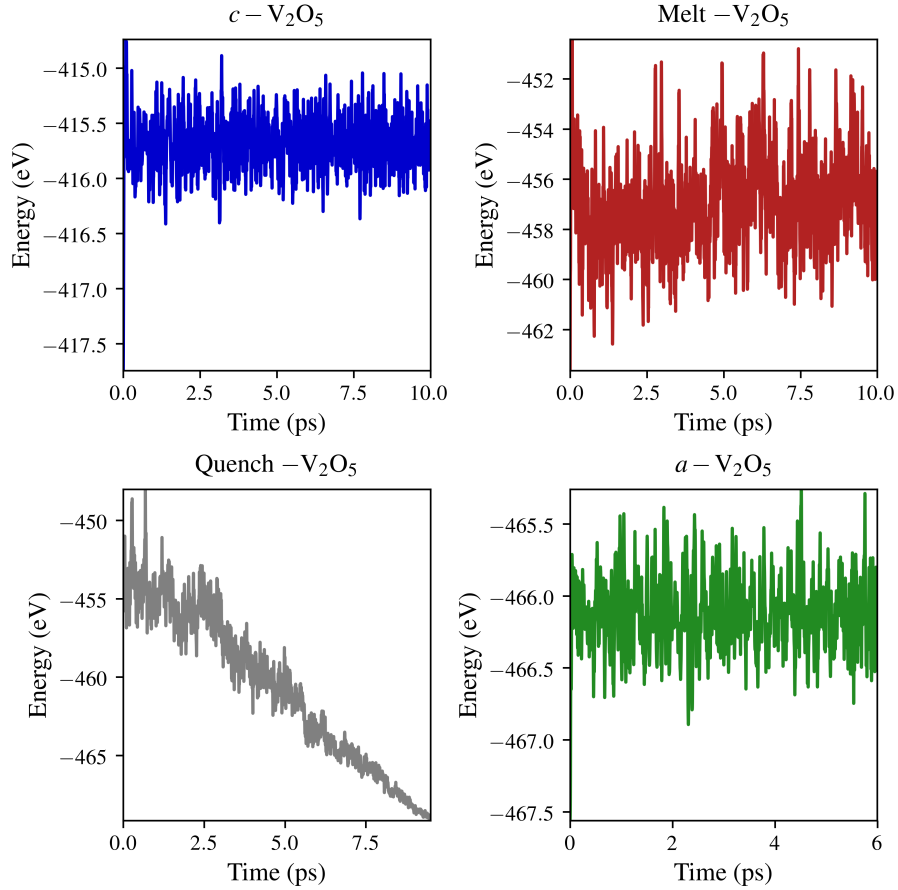 c − V₂O₅
Energy (eV)
−415.0
−415.5
−416.0
−416.5
−417.0
−417.5
0.0 2.5 5.0 7.5 10.0
Time (ps)
Melt −V₂O₅
Energy (eV)
−452
−454
−456
−458
−460
−462
0.0 2.5 5.0 7.5 10.0
Time (ps)
Quench −V₂O₅
Energy (eV)
−450
−455
−460
−465
0.0 2.5 5.0 7.5
Time (ps)
a − V₂O₅
Energy (eV)
−465.5
−466.0
−466.5
−467.0
−467.5
0 2 4 6
Time (ps)